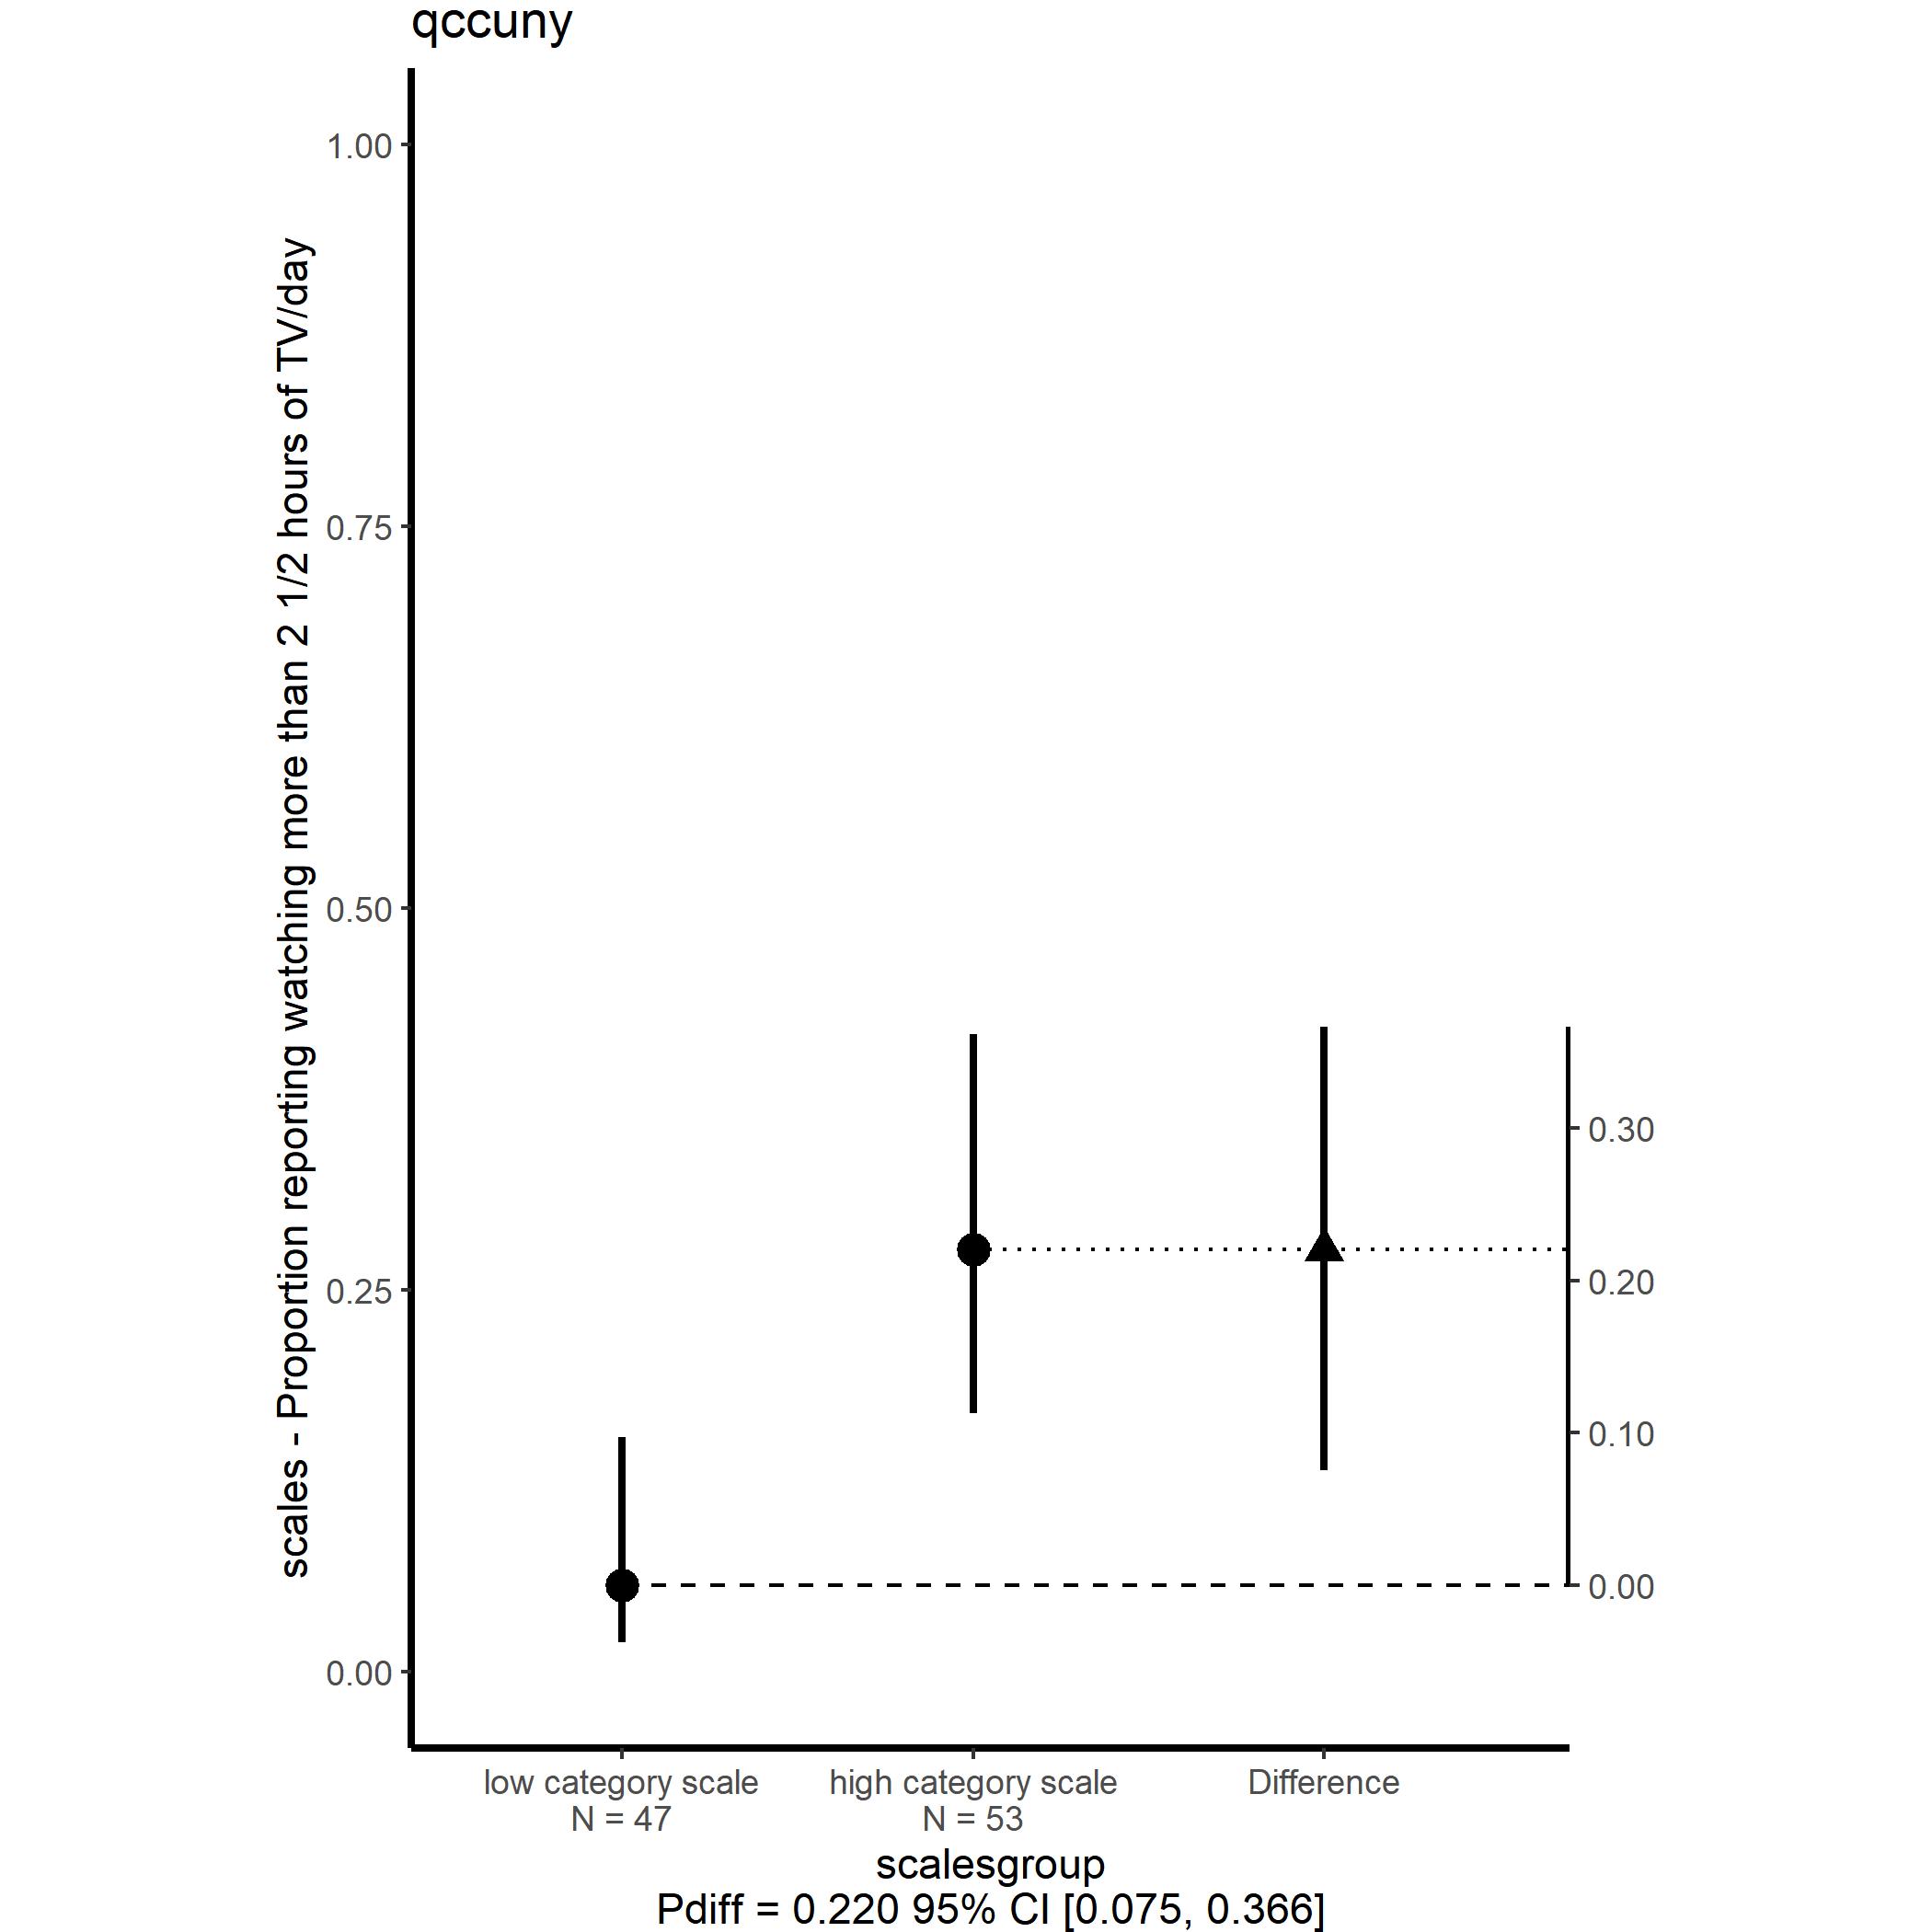 qccuny
scales - Proportion reporting watching more than 2 1/2 hours of TV/day
1.00
0.75
0.50
0.25
0.00
0.30
0.20
0.10
0.00
low category scale
N = 47
high category scale
N = 53
Difference
scalesgroup
Pdiff = 0.220 95% CI [0.075, 0.366]